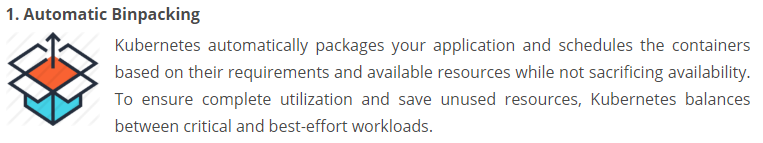 1. Automatic Binpacking
Kubernetes automatically packages your application and schedules the containers
based on their requirements and available resources while not sacrificing availability.
To ensure complete utilization and save unused resources, Kubernetes balances
between critical and best-effort workloads.